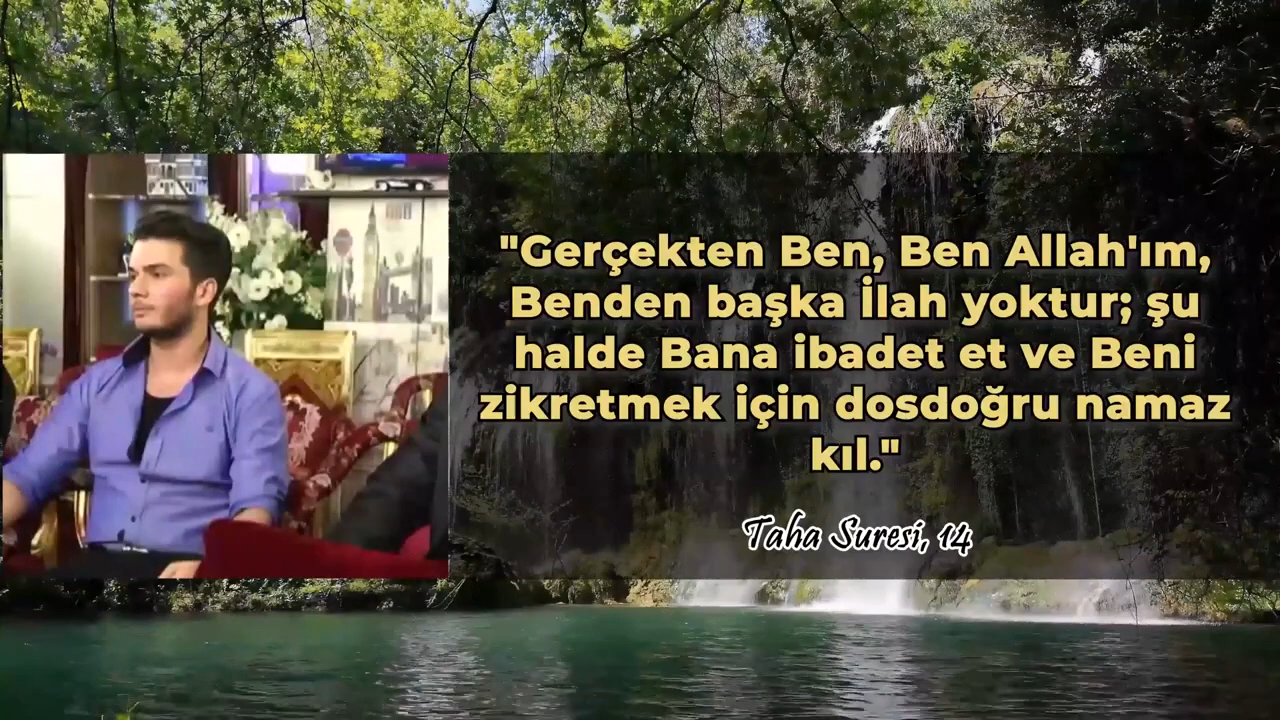 "Gerçekten Ben, Ben Allah'ım,
Benden başka İlah yoktur; şu
halde Bana ibadet et ve Beni
zikretmek için dosdoğru namaz
kıl."
Taha Suresi, 14